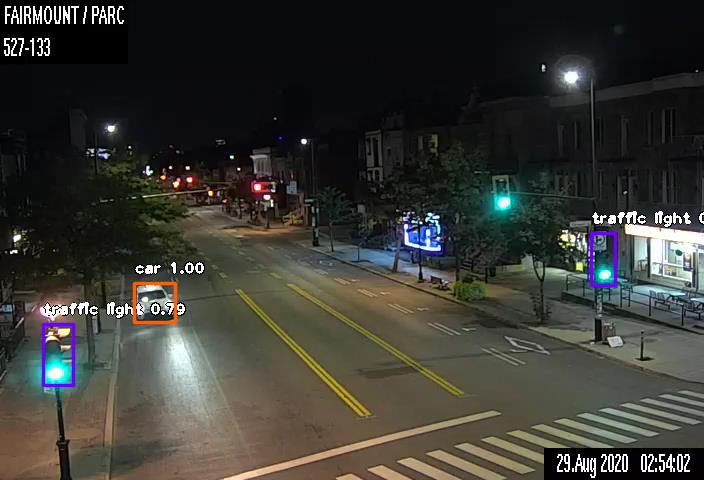 FAIRMOUNT / PARC
527-133
traffic light 0
car 1.00
traffic light 0.79
29.Aug 2020 02:54:02